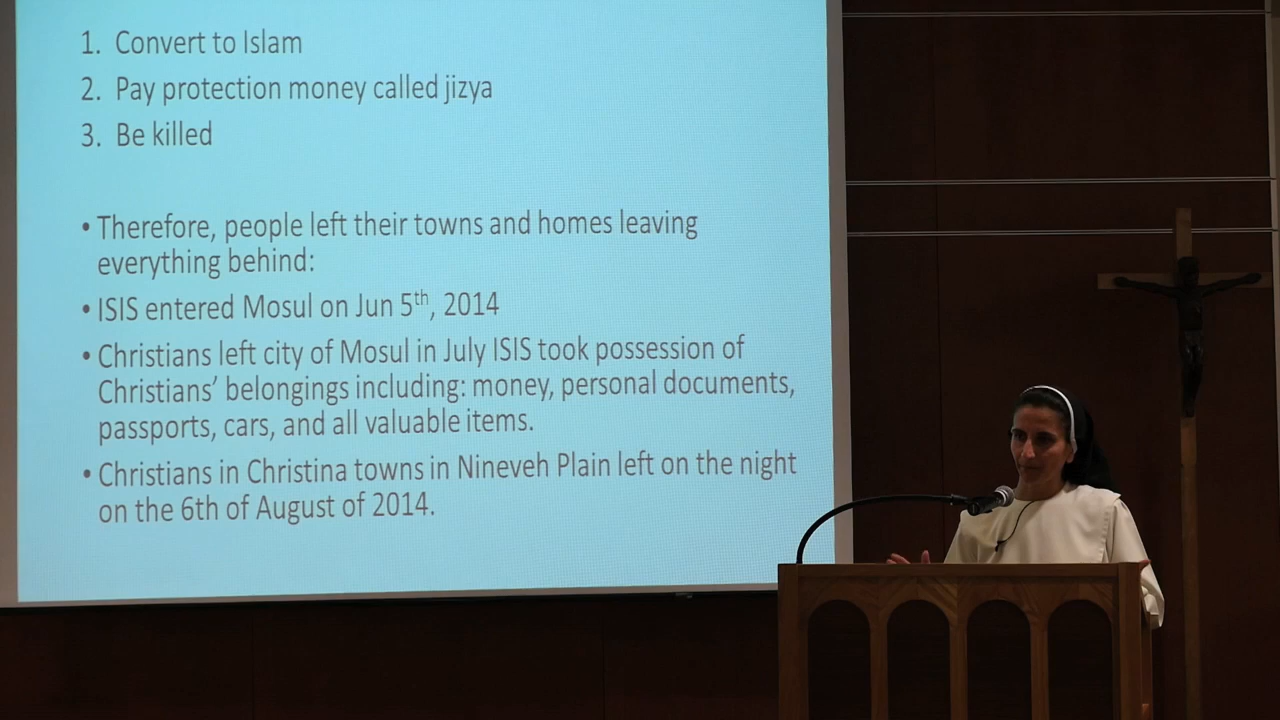 1. Convert to Islam
2. Pay protection money called jizya
3. Be killed
• Therefore, people left their towns and homes leaving
everything behind:
• ISIS entered Mosul on Jun 5th, 2014
• Christians left city of Mosul in July ISIS took possession of
Christians’ belongings including: money, personal documents,
passports, cars, and all valuable items.
• Christians in Christina towns in Nineveh Plain left on the night
on the 6th of August of 2014.